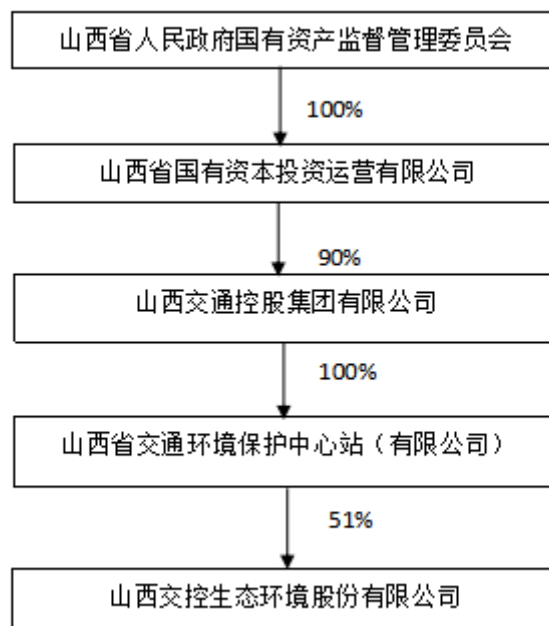 山西省人民政府国有资产监督管理委员会
100%
山西省国有资本投资运营有限公司
90%
山西交通控股集团有限公司
100%
山西省交通环境保护中心站（有限公司）
51%
山西交控生态环境股份有限公司